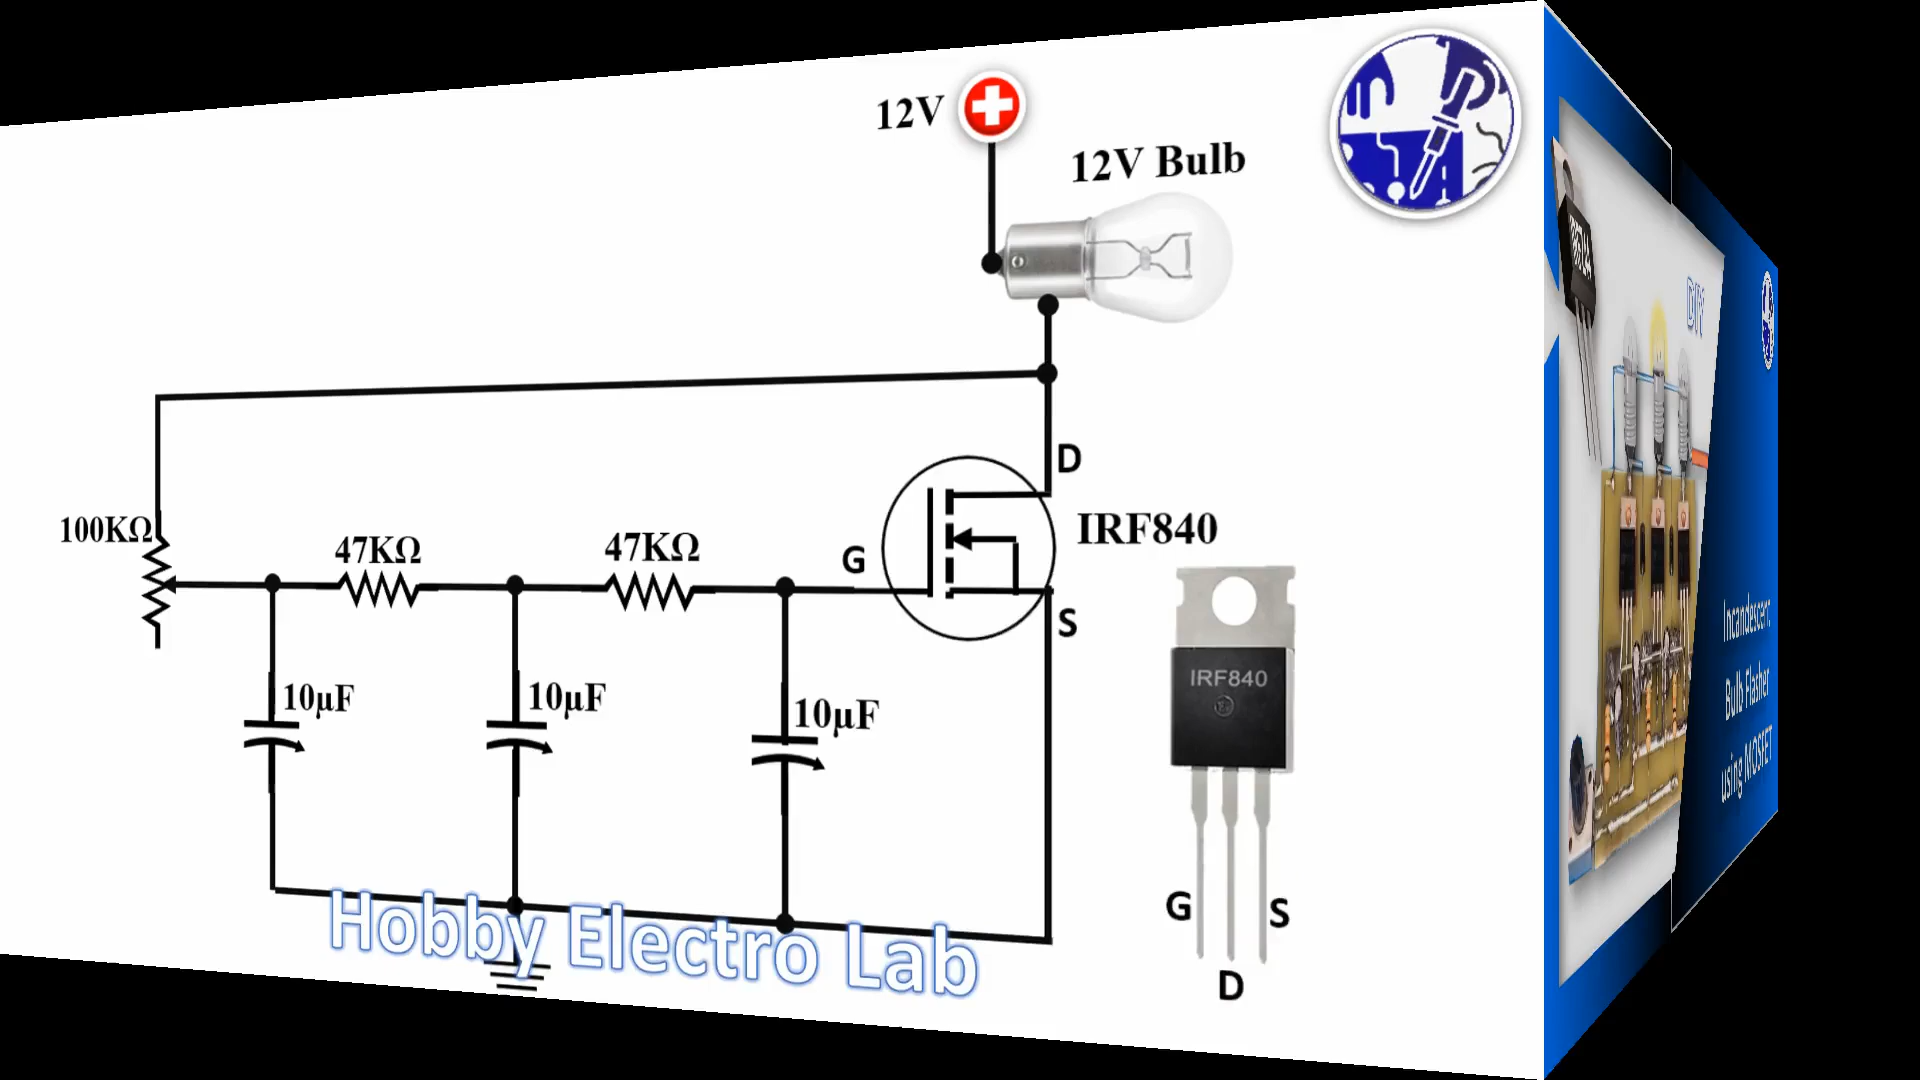 12V
12V Bulb
D
100KΩ
47KΩ
47KΩ
G
IRF840
S
10µF
10µF
10µF
IRF840
G
S
D
Hobby Electro Lab
DIY
Incandescent
Bulb Flasher
using MOSFET